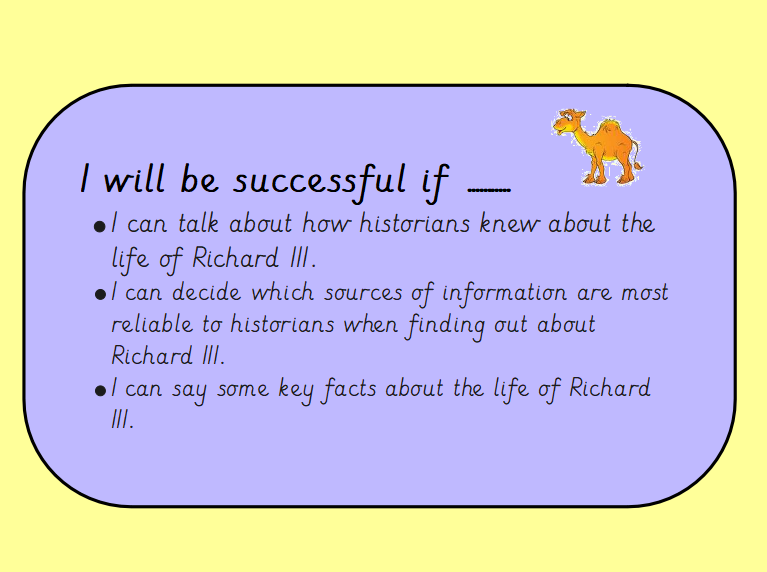 I will be successful if ..........
●I can talk about how historians knew about the
life of Richard III.
●I can decide which sources of information are most
reliable to historians when finding out about
Richard III.
●I can say some key facts about the life of Richard
III.